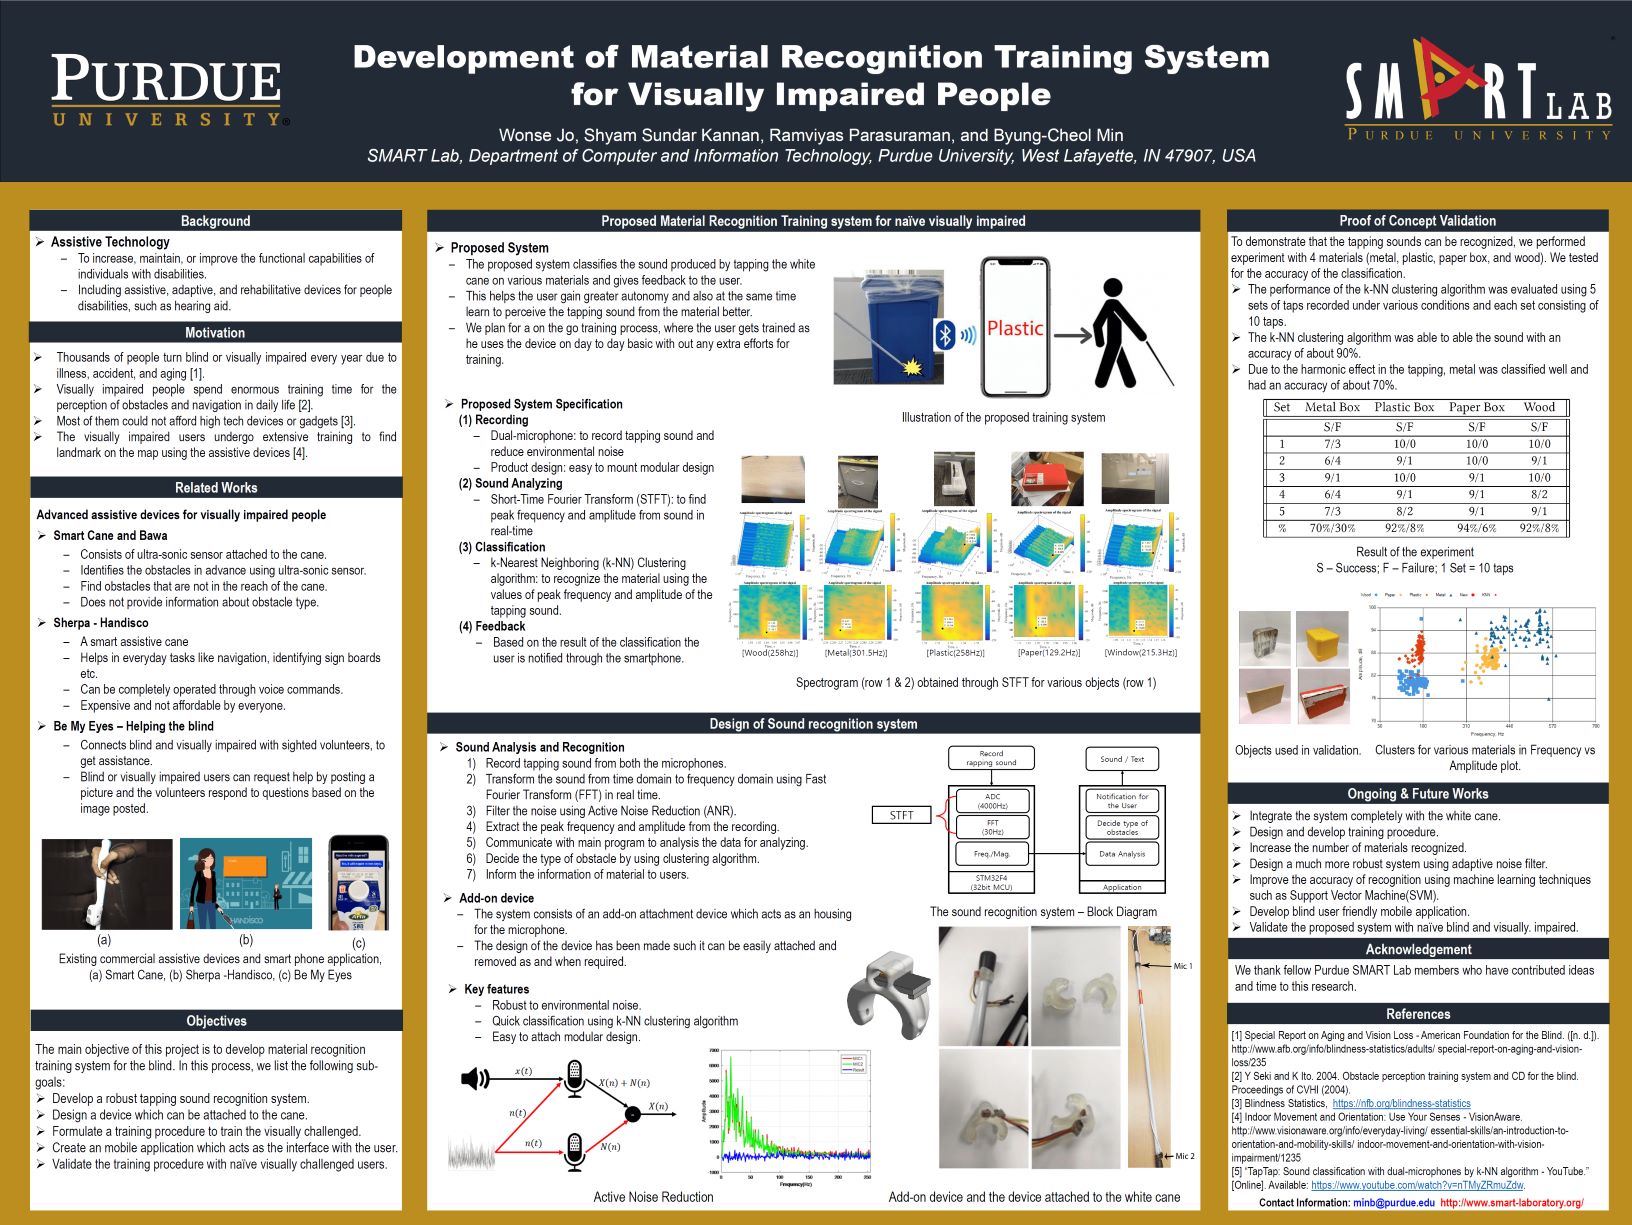 PURDUE
UNIVERSITY
Development of Material Recognition Training System
for Visually Impaired People
Wonse Jo, Shyam Sundar Kannan, Ramviyas Parasuraman, and Byung-Cheol Min
SMART Lab, Department of Computer and Information Technology, Purdue University, West Lafayette, IN 47907, USA
SMART LAB
PURDUE UNIVERSITY
Background
➢ Assistive Technology
– To increase, maintain, or improve the functional capabilities of
individuals with disabilities.
– Including assistive, adaptive, and rehabilitative devices for people
disabilities, such as hearing aid.
Motivation
➢ Thousands of people turn blind or visually impaired every year due to
illness, accident, and aging [1].
➢ Visually impaired people spend enormous training time for the
perception of obstacles and navigation in daily life [2].
➢ Most of them could not afford high tech devices or gadgets [3].
➢ The visually impaired users undergo extensive training to find
landmark on the map using the assistive devices [4].
Related Works
Advanced assistive devices for visually impaired people
➢ Smart Cane and Bawa
– Consists of ultra-sonic sensor attached to the cane.
– Identifies the obstacles in advance using ultra-sonic sensor.
– Find obstacles that are not in the reach of the cane.
– Does not provide information about obstacle type.
➢ Sherpa - Handisco
– A smart assistive cane
– Helps in everyday tasks like navigation, identifying sign boards
etc.
– Can be completely operated through voice commands.
– Expensive and not affordable by everyone.
➢ Be My Eyes – Helping the blind
– Connects blind and visually impaired with sighted volunteers, to
get assistance.
– Blind or visually impaired users can request help by posting a
picture and the volunteers respond to questions based on the
image posted.
HANDISCO
(a)
(b)
(c)
Existing commercial assistive devices and smart phone application,
(a) Smart Cane, (b) Sherpa -Handisco, (c) Be My Eyes
Objectives
The main objective of this project is to develop material recognition
training system for the blind. In this process, we list the following sub-
goals:
➢ Develop a robust tapping sound recognition system.
➢ Design a device which can be attached to the cane.
➢ Formulate a training procedure to train the visually challenged.
➢ Create an mobile application which acts as the interface with the user.
➢ Validate the training procedure with naïve visually challenged users.
Proposed Material Recognition Training system for naïve visually impaired
➢ Proposed System
– The proposed system classifies the sound produced by tapping the white
cane on various materials and gives feedback to the user.
– This helps the user gain greater autonomy and also at the same time
learn to perceive the tapping sound from the material better.
– We plan for a on the go training process, where the user gets trained as
he uses the device on day to day basic with out any extra efforts for
training.
Plastic
Illustration of the proposed training system
➢ Proposed System Specification
(1) Recording
– Dual-microphone: to record tapping sound and
reduce environmental noise
– Product design: easy to mount modular design
(2) Sound Analyzing
– Short-Time Fourier Transform (STFT): to find
peak frequency and amplitude from sound in
real-time
(3) Classification
– k-Nearest Neighboring (k-NN) Clustering
algorithm: to recognize the material using the
values of peak frequency and amplitude of the
tapping sound.
(4) Feedback
– Based on the result of the classification the
user is notified through the smartphone.
[Wood(258hz)] [Metal(301.5Hz)] [Plastic(258Hz)] [Paper(129.2Hz)] [Window(215.3Hz)]
Spectrogram (row 1 & 2) obtained through STFT for various objects (row 1)
Design of Sound recognition system
➢ Sound Analysis and Recognition
1) Record tapping sound from both the microphones.
2) Transform the sound from time domain to frequency domain using Fast
Fourier Transform (FFT) in real time.
3) Filter the noise using Active Noise Reduction (ANR).
4) Extract the peak frequency and amplitude from the recording.
5) Communicate with main program to analysis the data for analyzing.
6) Decide the type of obstacle by using clustering algorithm.
7) Inform the information of material to users.
➢ Add-on device
– The system consists of an add-on attachment device which acts as an housing
for the microphone.
– The design of the device has been made such it can be easily attached and
removed as and when required.
➢ Key features
– Robust to environmental noise.
– Quick classification using k-NN clustering algorithm
– Easy to attach modular design.
x(t)
X(n) + N(n)
n(t)
X(n)
n(t)
N(n)
MIC1
MIC2
Result
Amplitude
7000
6000
5000
4000
3000
2000
1000
0
-1000
0 50 100 150 200 250
Frequency(Hz)
Active Noise Reduction
Record
rapping sound
Sound / Text
STFT
ADC
(4000Hz)
FFT
(30Hz)
Freq./Mag.
STM32F4
(32bit MCU)
Notification for
the User
Decide type of
obstacles
Data Analysis
Application
The sound recognition system – Block Diagram
Mic 1
Mic 2
Add-on device and the device attached to the white cane
Proof of Concept Validation
To demonstrate that the tapping sounds can be recognized, we performed
experiment with 4 materials (metal, plastic, paper box, and wood). We tested
for the accuracy of the classification.
➢ The performance of the k-NN clustering algorithm was evaluated using 5
sets of taps recorded under various conditions and each set consisting of
10 taps.
➢ The k-NN clustering algorithm was able to able the sound with an
accuracy of about 90%.
➢ Due to the harmonic effect in the tapping, metal was classified well and
had an accuracy of about 70%.
Set Metal Box Plastic Box Paper Box Wood
S/F S/F S/F S/F
1 7/3 10/0 10/0 10/0
2 6/4 9/1 10/0 9/1
3 9/1 10/0 9/1 10/0
4 6/4 9/1 9/1 8/2
5 7/3 8/2 9/1 9/1
% 70%/30% 92%/8% 94%/6% 92%/8%
Result of the experiment
S – Success; F – Failure; 1 Set = 10 taps
Wood Paper Plastic Metal New KNN
Amplitude, dB
Frequency, Hz
Objects used in validation.
Clusters for various materials in Frequency vs
Amplitude plot.
Ongoing & Future Works
➢ Integrate the system completely with the white cane.
➢ Design and develop training procedure.
➢ Increase the number of materials recognized.
➢ Design a much more robust system using adaptive noise filter.
➢ Improve the accuracy of recognition using machine learning techniques
such as Support Vector Machine(SVM).
➢ Develop blind user friendly mobile application.
➢ Validate the proposed system with naïve blind and visually. impaired.
Acknowledgement
We thank fellow Purdue SMART Lab members who have contributed ideas
and time to this research.
References
[1] Special Report on Aging and Vision Loss - American Foundation for the Blind. ([n. d.]).
http://www.afb.org/info/blindness-statistics/adults/ special-report-on-aging-and-vision-
loss/235
[2] Y Seki and K Ito. 2004. Obstacle perception training system and CD for the blind.
Proceedings of CVHI (2004).
[3] Blindness Statistics, https://nfb.org/blindness-statistics
[4] Indoor Movement and Orientation: Use Your Senses - VisionAware.
http://www.visionaware.org/info/everyday-living/ essential-skills/an-introduction-to-
orientation-and-mobility-skills/ indoor-movement-and-orientation-with-vision-
impairment/1235
[5] “TapTap: Sound classification with dual-microphones by k-NN algorithm - YouTube.”
[Online]. Available: https://www.youtube.com/watch?v=nTMyZRmuZdw.
Contact Information: minb@purdue.edu http://www.smart-laboratory.org/